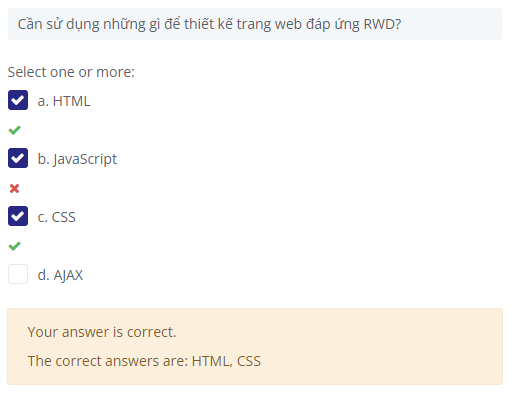 Cần sử dụng những gì để thiết kế trang web đáp ứng RWD?
Select one or more:
a. HTML
b. JavaScript
c. CSS
d. AJAX
Your answer is correct.
The correct answers are: HTML, CSS